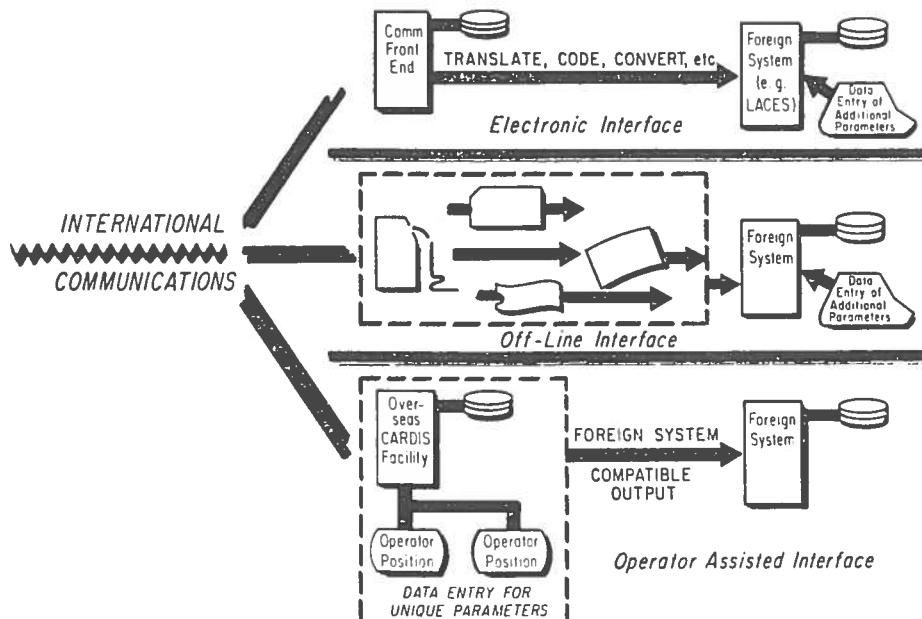 INTERNATIONAL
COMMUNICATIONS
Comm
Front
End
TRANSLATE, CODE, CONVERT, etc
Foreign
System
(e.g.
LACES)
Data
Entry of
Additional
Parameters
Electronic Interface
Foreign
System
Data
Entry of
Additional
Parameters
Off-Line Interface
Over-
seas
CARDIS
Facility
FOREIGN SYSTEM
COMPATIBLE
OUTPUT
Foreign
System
Operator
Position
Operator
Position
Operator Assisted Interface
DATA ENTRY FOR
UNIQUE PARAMETERS